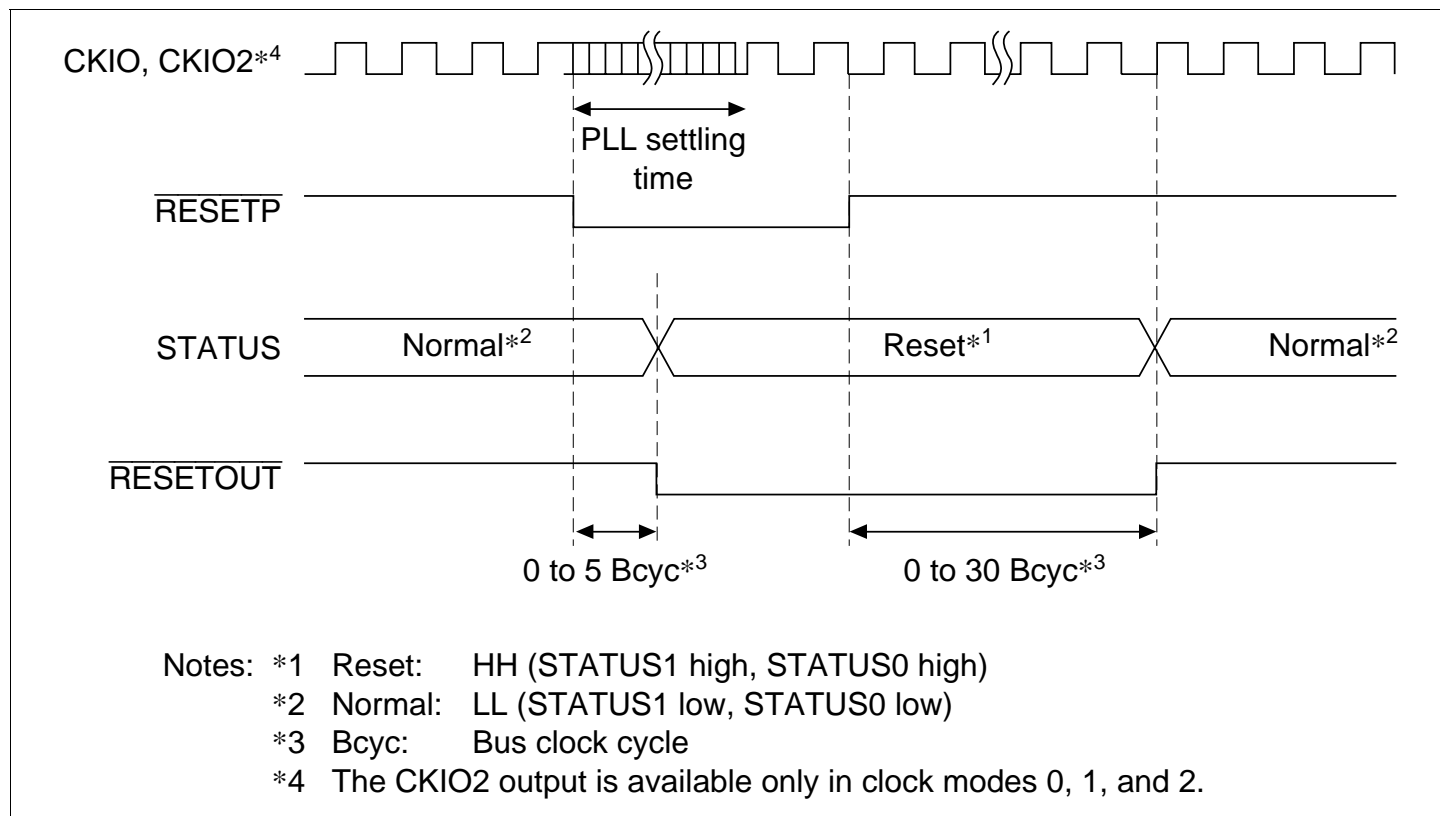 CKIO, CKIO2*4
PLL settling
time
RESETP
STATUS
Normal*2
Reset*1
Normal*2
RESETOUT
0 to 5 Bcyc*3
0 to 30 Bcyc*3
Notes: *1 Reset: HH (STATUS1 high, STATUS0 high)
*2 Normal: LL (STATUS1 low, STATUS0 low)
*3 Bcyc: Bus clock cycle
*4 The CKIO2 output is available only in clock modes 0, 1, and 2.